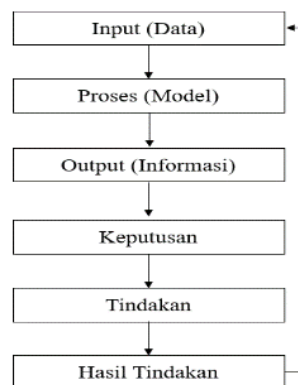 Input (Data)
Proses (Model)
Output (Informasi)
Keputusan
Tindakan
Hasil Tindakan